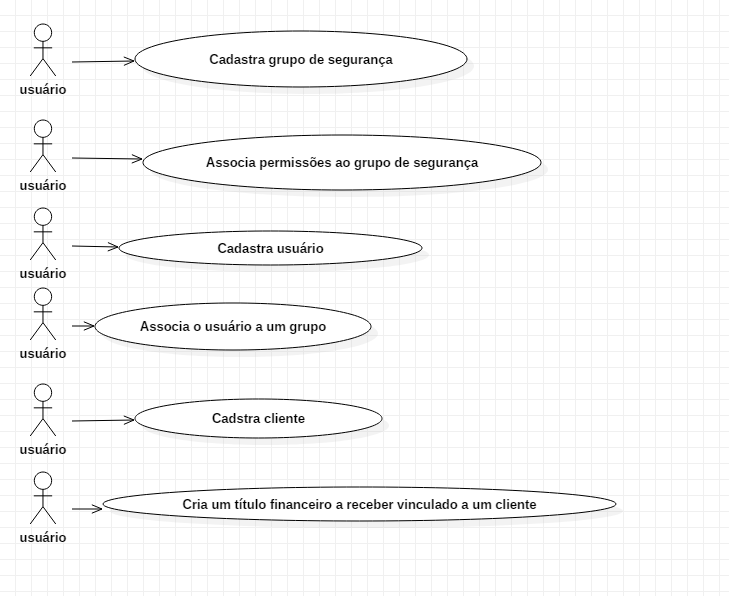 Cadastra grupo de segurança
usuário
Associa permissões ao grupo de segurança
usuário
Cadastra usuário
usuário
Associa o usuário a um grupo
usuário
Cadstra cliente
usuário
Cria um título financeiro a receber vinculado a um cliente
usuário